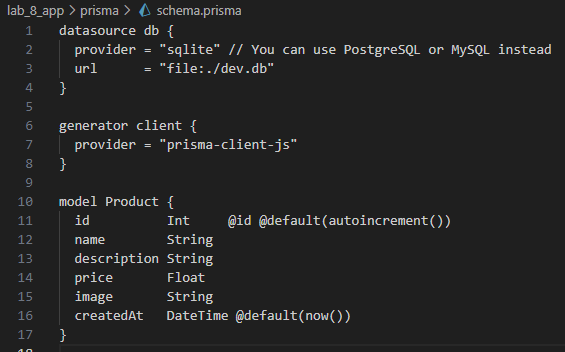 lab_8_app > prisma > schema.prisma
1 datasource db {
2   provider = "sqlite" // You can use PostgreSQL or MySQL instead
3   url      = "file:./dev.db"
4 }
5
6 generator client {
7   provider = "prisma-client-js"
8 }
9
10 model Product {
11   id          Int      @id @default(autoincrement())
12   name        String
13   description String
14   price       Float
15   image       String
16   createdAt   DateTime @default(now())
17 }
18